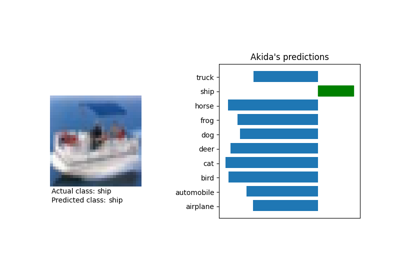 Akida's predictions
truck
ship
horse
frog
dog
deer
cat
bird
automobile
airplane
Actual class: ship
Predicted class: ship